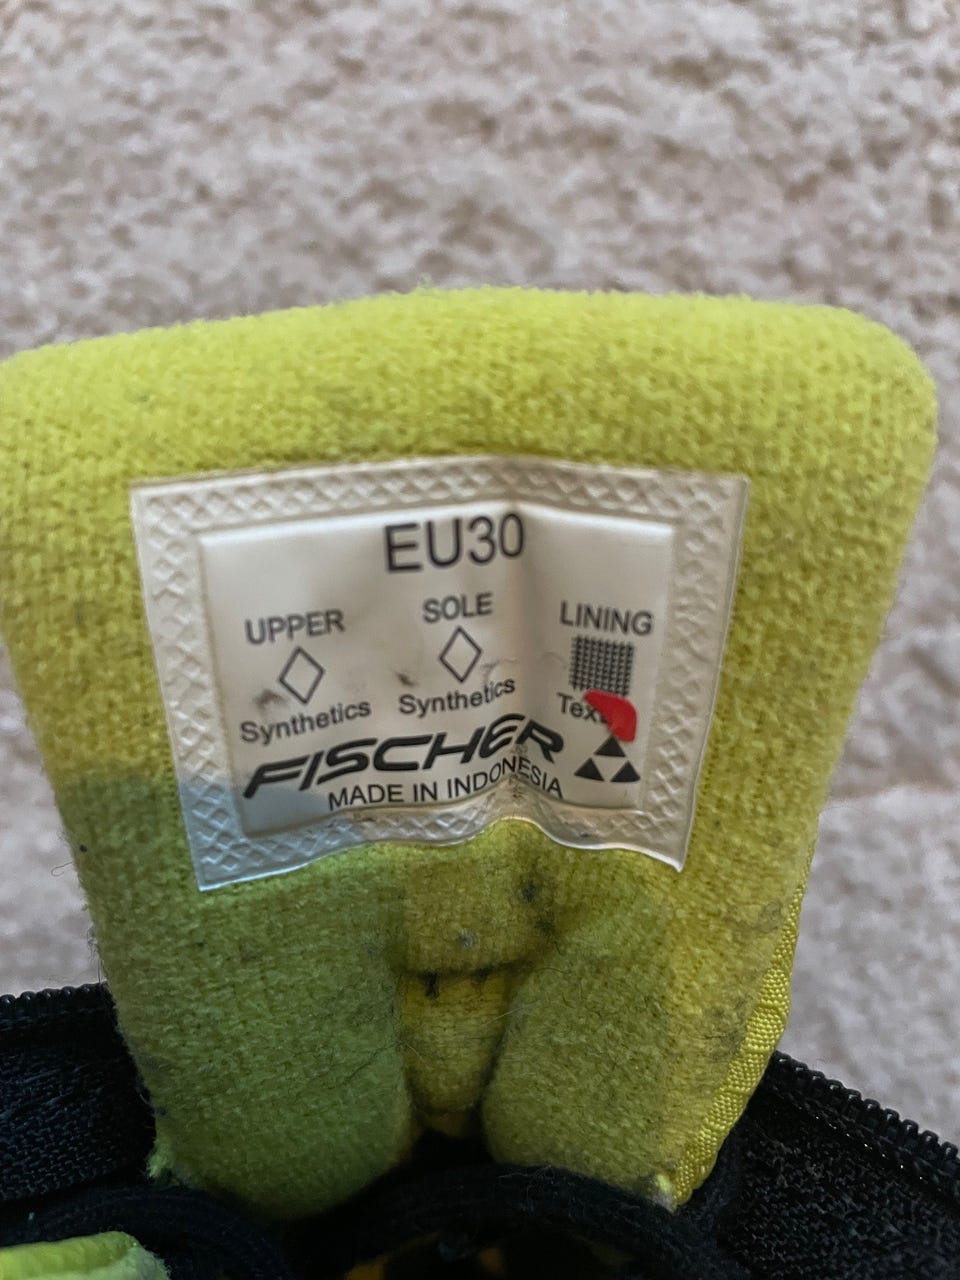 EU30
UPPER SOLE LINING
Synthetics Synthetics
FISCHER
MADE IN INDONESIA